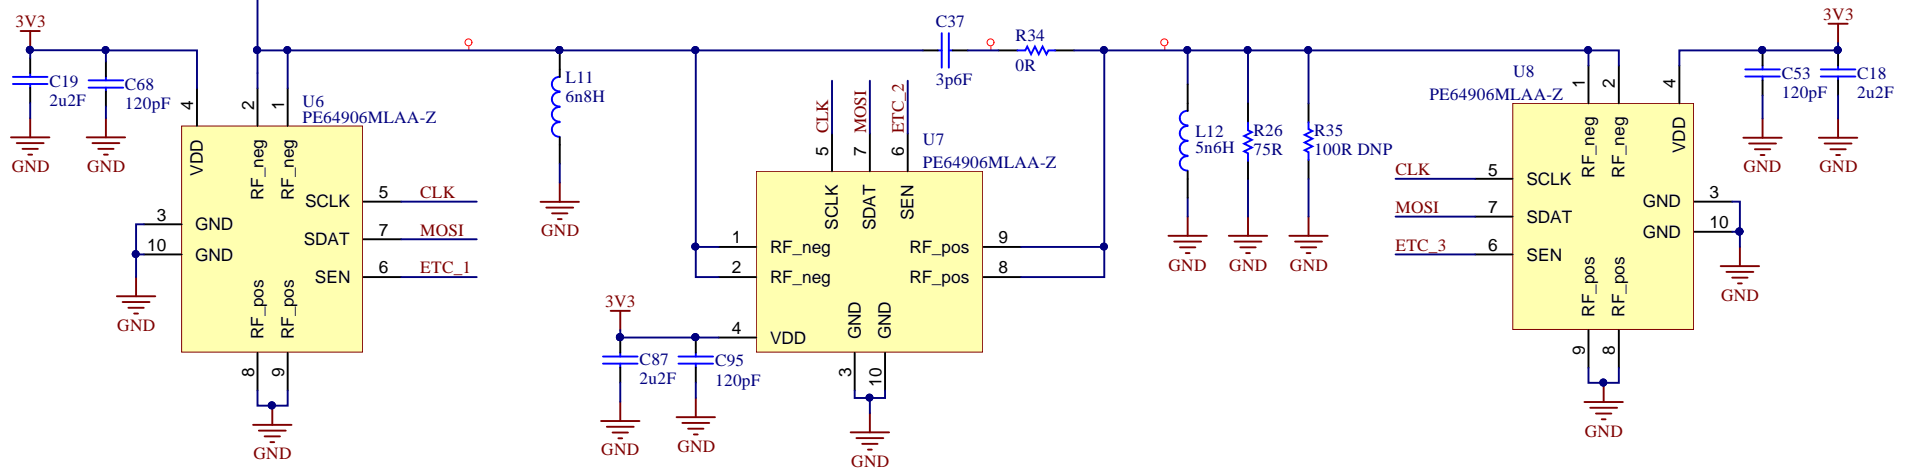 3V3
C19
2u2F
C68
120pF
GND
GND
4
2
1
U6
PE64906MLAA-Z
VDD
RF_neg
RF_neg
SCLK
5
CLK
SDAT
7
MOSI
SEN
6
ETC_1
3
GND
10
GND
GND
RF_pos
RF_pos
8
9
GND
L11
6n8H
GND
C37
3p6F
R34
0R
CLK
MOSI
ETC_2
5
7
6
U7
PE64906MLAA-Z
SCLK
SDAT
SEN
1
RF_neg
2
RF_neg
RF_pos
9
RF_pos
8
4
VDD
GND
GND
3
10
GND
3V3
C87
2u2F
C95
120pF
GND
GND
L12
5n6H
R26
75R
R35
100R DNP
GND
GND
GND
U8
PE64906MLAA-Z
1
2
4
RF_neg
RF_neg
VDD
CLK
5
SCLK
MOSI
7
SDAT
ETC_3
6
SEN
GND
3
GND
10
GND
RF_pos
RF_pos
9
8
GND
3V3
C53
120pF
C18
2u2F
GND
GND